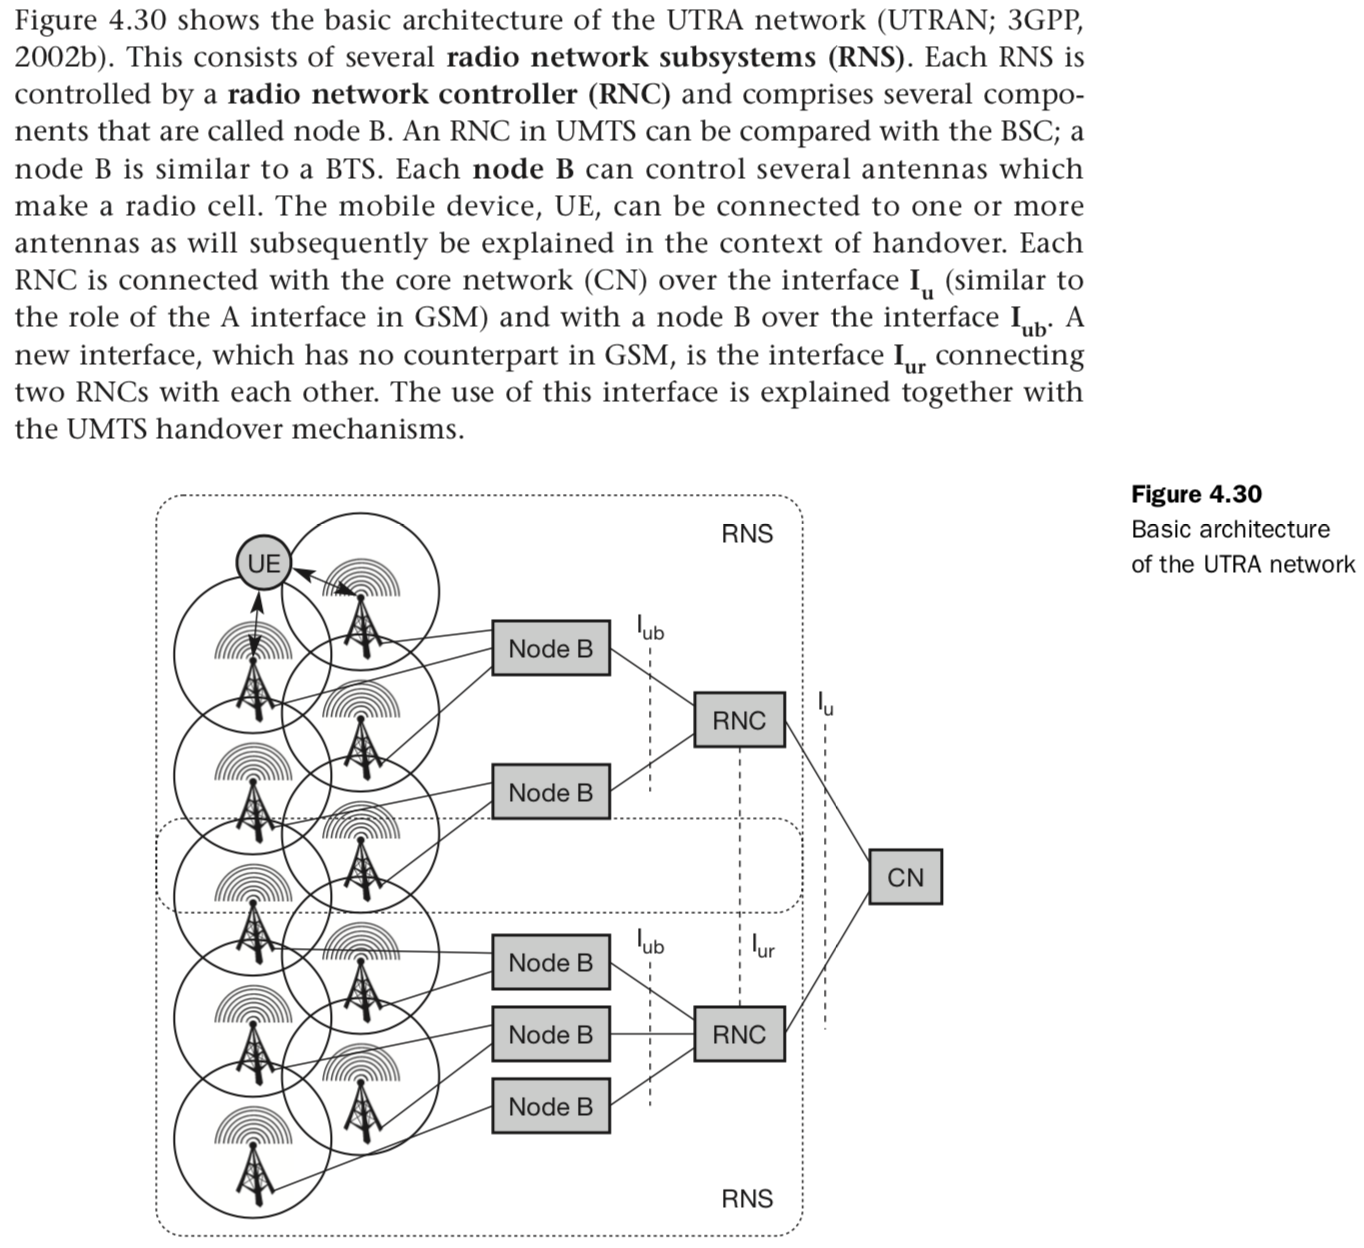 Figure 4.30 shows the basic architecture of the UTRA network (UTRAN; 3GPP,
2002b). This consists of several radio network subsystems (RNS). Each RNS is
controlled by a radio network controller (RNC) and comprises several compo-
nents that are called node B. An RNC in UMTS can be compared with the BSC; a
node B is similar to a BTS. Each node B can control several antennas which
make a radio cell. The mobile device, UE, can be connected to one or more
antennas as will subsequently be explained in the context of handover. Each
RNC is connected with the core network (CN) over the interface Iu (similar to
the role of the A interface in GSM) and with a node B over the interface Iub. A
new interface, which has no counterpart in GSM, is the interface Iur connecting
two RNCs with each other. The use of this interface is explained together with
the UMTS handover mechanisms.
Figure 4.30
Basic architecture
of the UTRA network
RNS
UE
Iub
Node B
Iu
RNC
Node B
CN
Iub
Iur
Node B
Node B
RNC
Node B
RNS